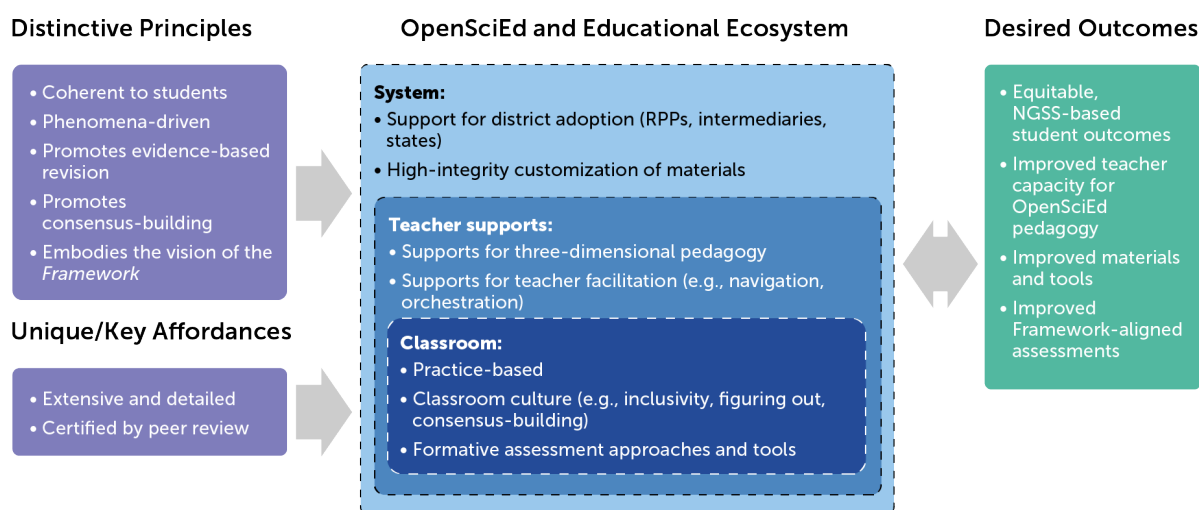 Distinctive Principles
• Coherent to students
• Phenomena-driven
• Promotes evidence-based
revision
• Promotes
consensus-building
• Embodies the vision of the
Framework
Unique/Key Affordances
• Extensive and detailed
• Certified by peer review
OpenSciEd and Educational Ecosystem
System:
• Support for district adoption (RPPs, intermediaries,
states)
• High-integrity customization of materials
Teacher supports:
• Supports for three-dimensional pedagogy
• Supports for teacher facilitation (e.g., navigation,
orchestration)
Classroom:
• Practice-based
• Classroom culture (e.g., inclusivity, figuring out,
consensus-building)
• Formative assessment approaches and tools
Desired Outcomes
• Equitable,
NGSS-based
student outcomes
• Improved teacher
capacity for
OpenSciEd
pedagogy
• Improved materials
and tools
• Improved
Framework-aligned
assessments